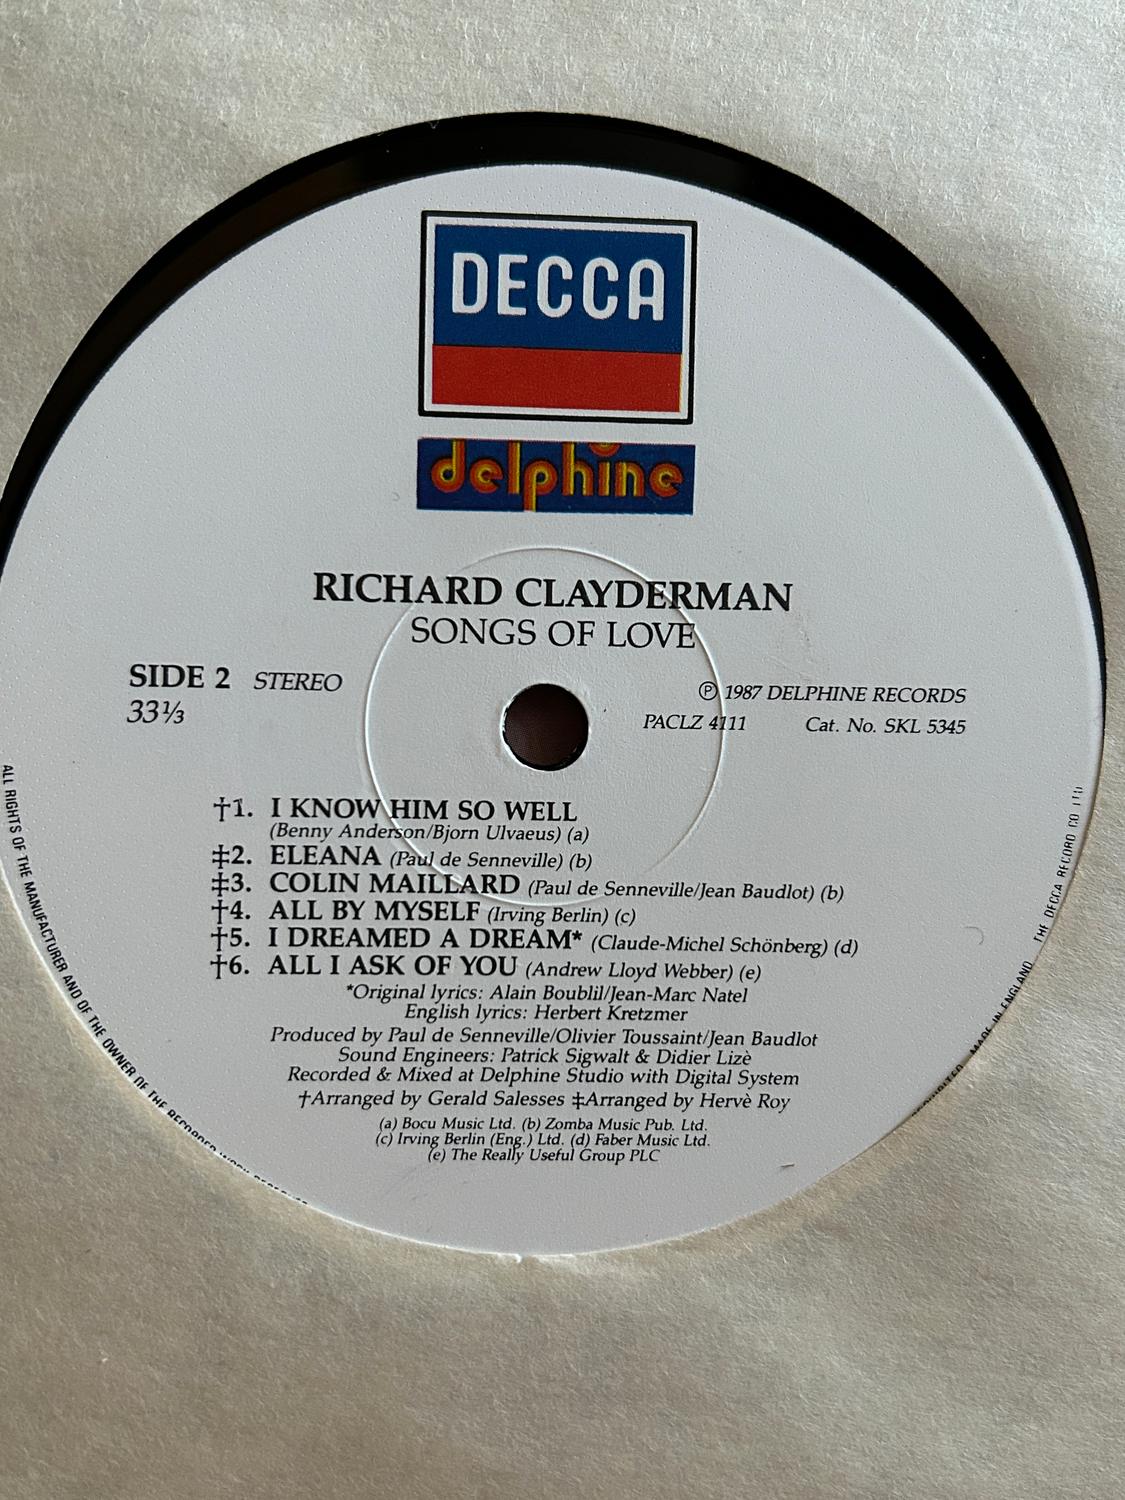 DECCA
delphine
RICHARD CLAYDERMAN
SONGS OF LOVE
SIDE 2 STEREO
33⅓
℗ 1987 DELPHINE RECORDS
PACLZ 4111 Cat. No. SKL 5345
†1. I KNOW HIM SO WELL
(Benny Anderson/Bjorn Ulvaeus) (a)
‡2. ELEANA (Paul de Senneville) (b)
‡3. COLIN MAILLARD (Paul de Senneville/Jean Baudlot) (b)
†4. ALL BY MYSELF (Irving Berlin) (c)
†5. I DREAMED A DREAM* (Claude-Michel Schönberg) (d)
†6. ALL I ASK OF YOU (Andrew Lloyd Webber) (e)
*Original lyrics: Alain Boublil/Jean-Marc Natel
English lyrics: Herbert Kretzmer
Produced by Paul de Senneville/Olivier Toussaint/Jean Baudlot
Sound Engineers: Patrick Sigwalt & Didier Lizè
Recorded & Mixed at Delphine Studio with Digital System
†Arranged by Gerald Salesses ‡Arranged by Hervè Roy
(a) Bocu Music Ltd. (b) Zomba Music Pub. Ltd.
(c) Irving Berlin (Eng.) Ltd. (d) Faber Music Ltd.
(e) The Really Useful Group PLC
ALL RIGHTS OF THE MANUFACTURER AND OF THE OWNER OF THE RECORDED WORK
MADE IN ENGLAND THE DECCA RECORD CO LTD